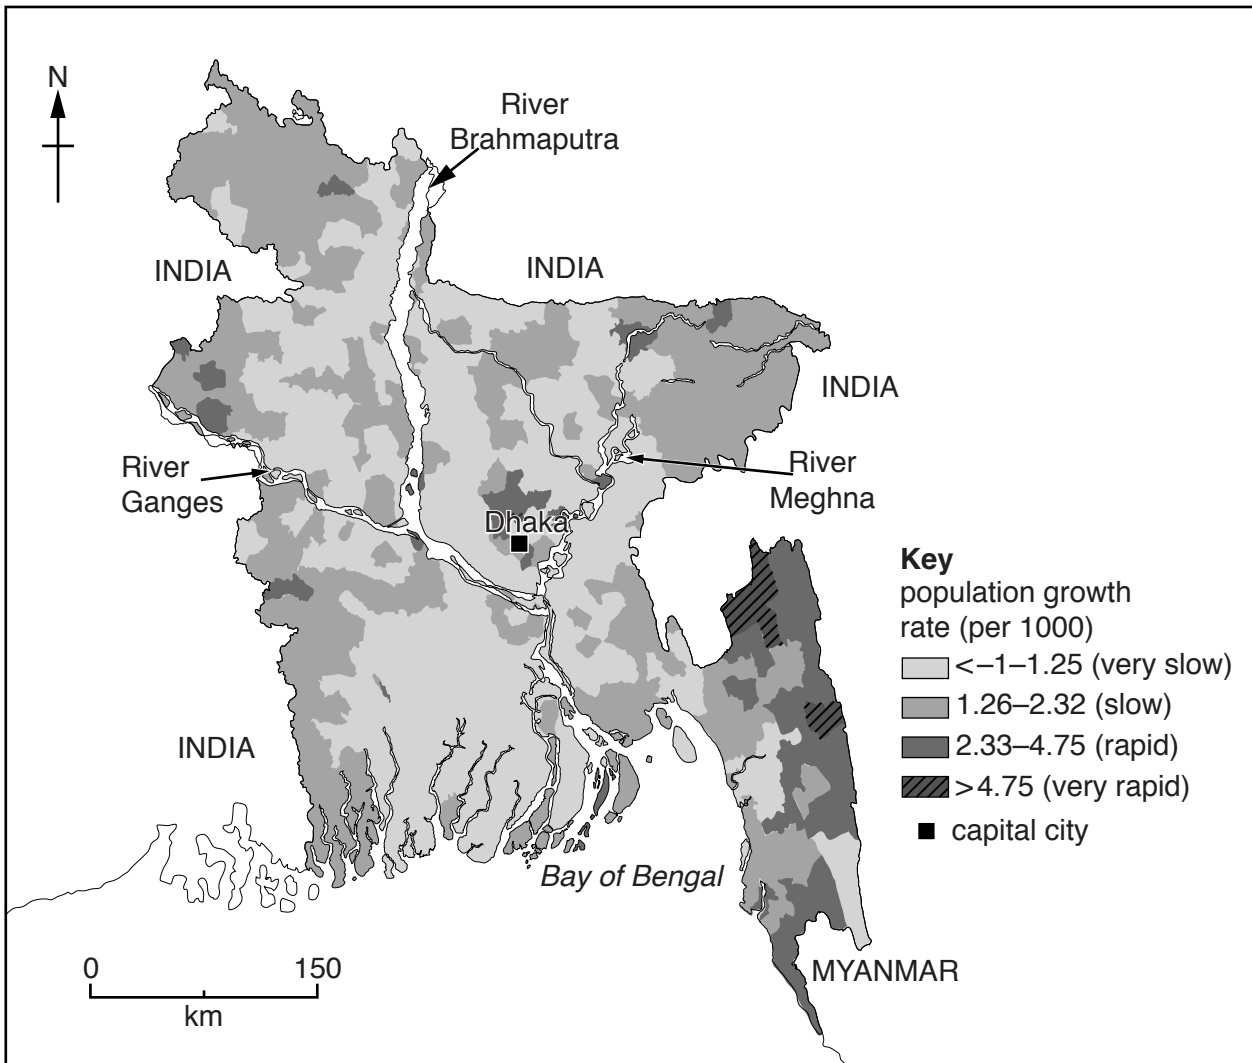 N
River
Brahmaputra
INDIA
INDIA
INDIA
River
Ganges
River
Meghna
Dhaka
Key
population growth
rate (per 1000)
<–1–1.25 (very slow)
1.26–2.32 (slow)
2.33–4.75 (rapid)
>4.75 (very rapid)
capital city
INDIA
Bay of Bengal
MYANMAR
0 150
km